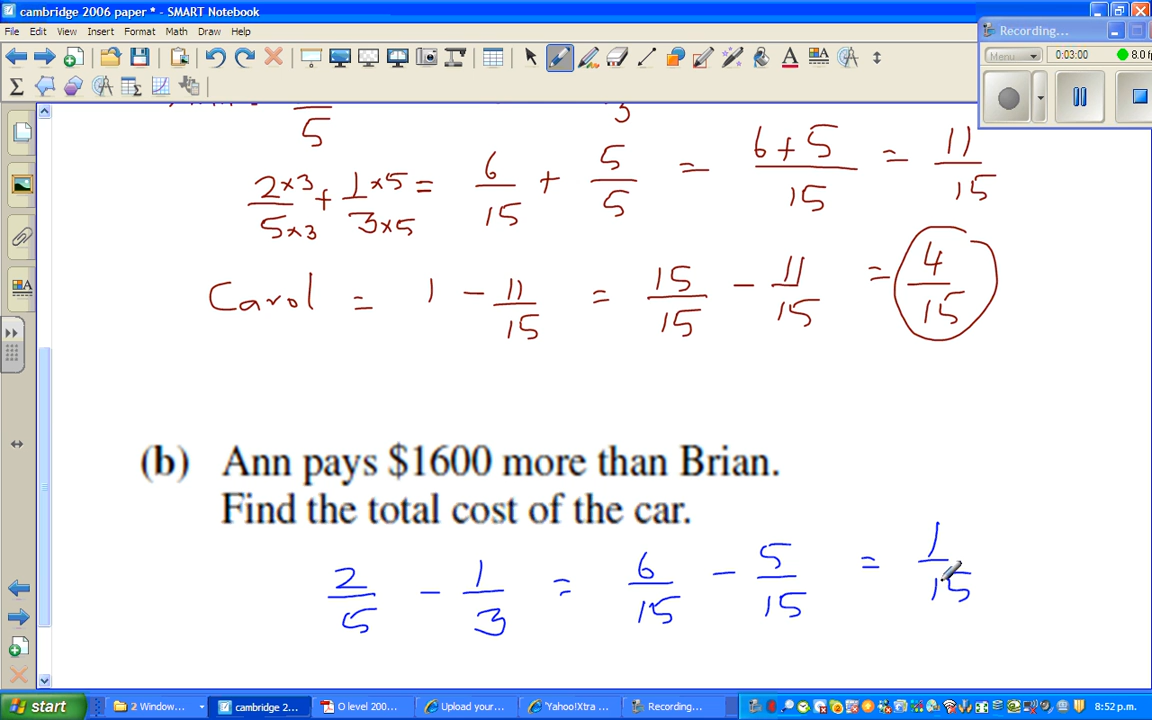 cambridge 2006 paper * - SMART Notebook
File Edit View Insert Format Math Draw Help
Recording...
Menu 0:03:00 8.0 f
5 3
2×3/5×3 + 1×5/3×5 = 6/15 + 5/5 = 6+5/15 = 11/15
Carol = 1 - 11/15 = 15/15 - 11/15 = 4/15
(b) Ann pays $1600 more than Brian.
Find the total cost of the car.
2/5 - 1/3 = 6/15 - 5/15 = 1/15
start 2 Window... cambridge 2... O level 200... Upload your... Yahoo!Xtra ... Recording... 8:52 p.m.